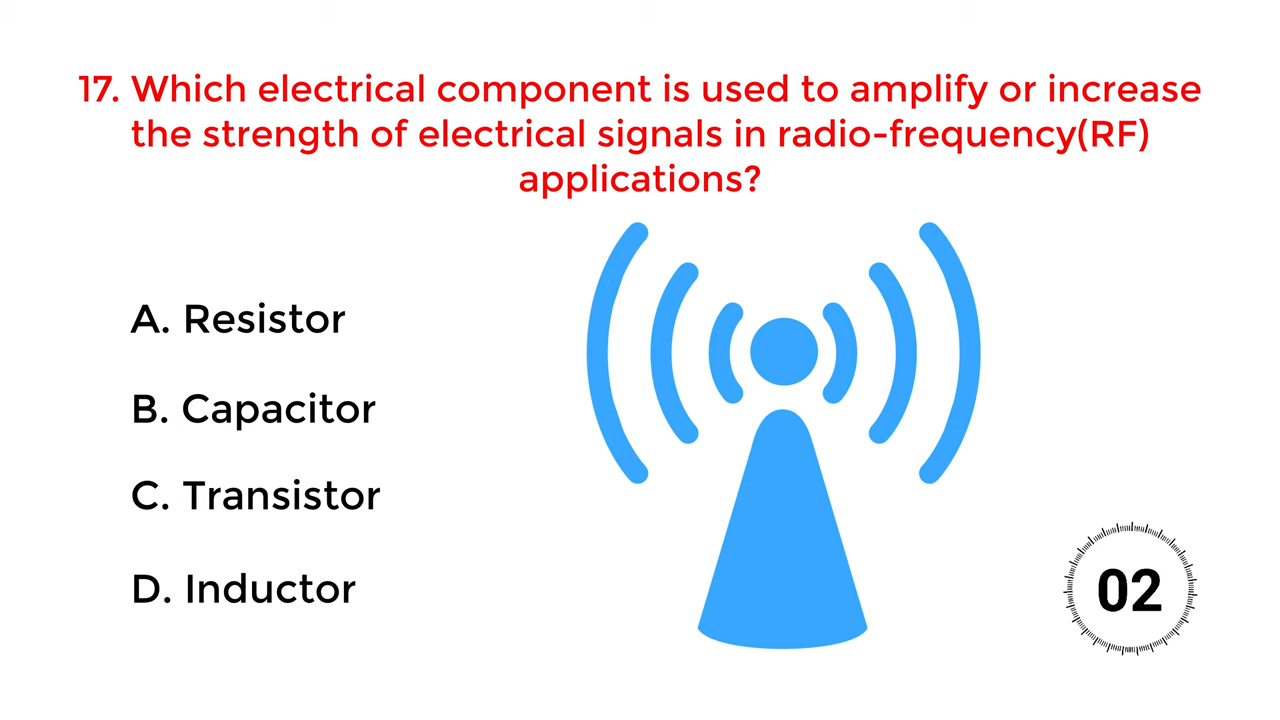 17. Which electrical component is used to amplify or increase
the strength of electrical signals in radio-frequency(RF)
applications?
A. Resistor
B. Capacitor
C. Transistor
D. Inductor
02